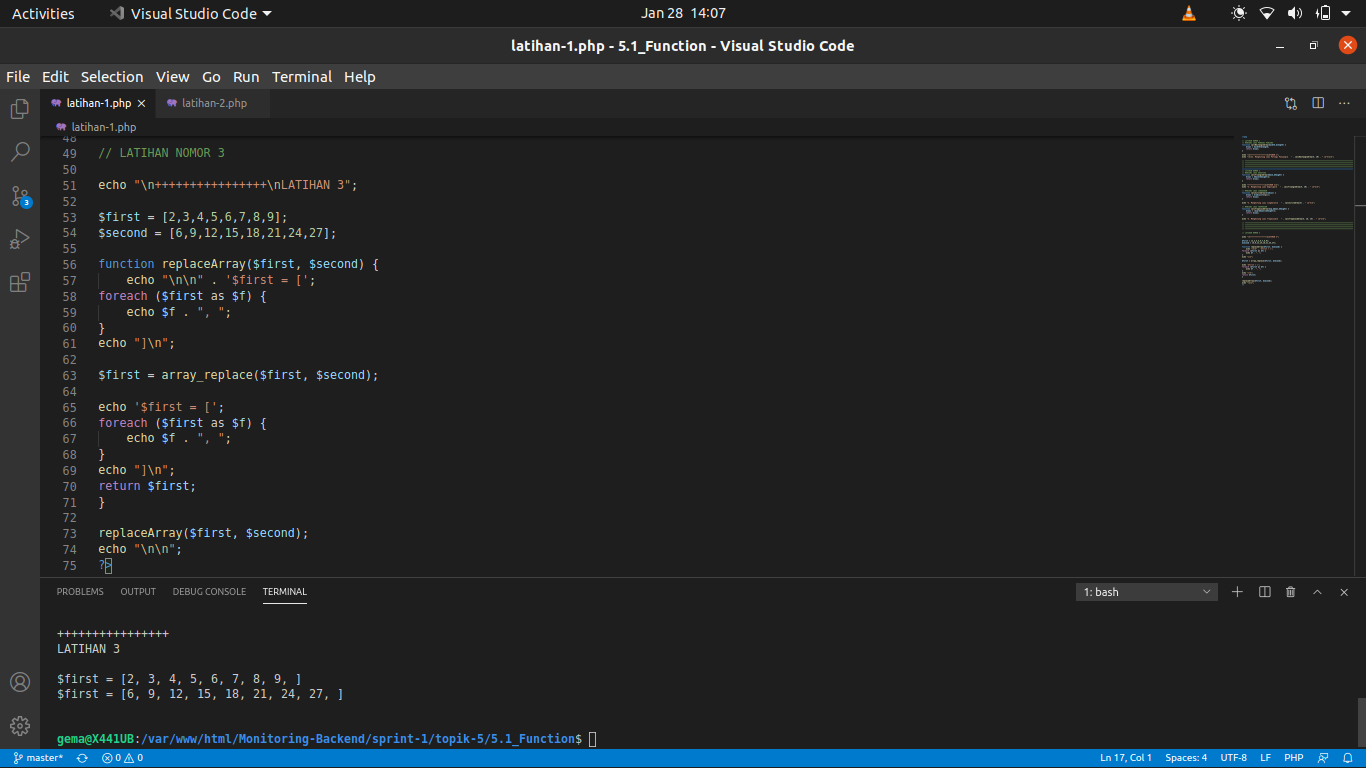 Activities
Visual Studio Code
Jan 28 14:07
latihan-1.php - 5.1_Function - Visual Studio Code
File Edit Selection View Go Run Terminal Help
latihan-1.php
latihan-2.php
latihan-1.php
48
49 // LATIHAN NOMOR 3
50
51 echo "\n++++++++++++++++\nLATIHAN 3";
52
53 $first = [2,3,4,5,6,7,8,9];
54 $second = [6,9,12,15,18,21,24,27];
55
56 function replaceArray($first, $second) {
57 echo "\n\n" . '$first = [';
58 foreach ($first as $f) {
59 echo $f . ", ";
60 }
61 echo "]\n";
62
63 $first = array_replace($first, $second);
64
65 echo '$first = [';
66 foreach ($first as $f) {
67 echo $f . ", ";
68 }
69 echo "]\n";
70 return $first;
71 }
72
73 replaceArray($first, $second);
74 echo "\n\n";
75 ?>
3
PROBLEMS OUTPUT DEBUG CONSOLE TERMINAL
1: bash
++++++++++++++++
LATIHAN 3
$first = [2, 3, 4, 5, 6, 7, 8, 9, ]
$first = [6, 9, 12, 15, 18, 21, 24, 27, ]
gema@X441UB:/var/www/html/Monitoring-Backend/sprint-1/topik-5/5.1_Function$
master* 0 0
Ln 17, Col 1 Spaces: 4 UTF-8 LF PHP